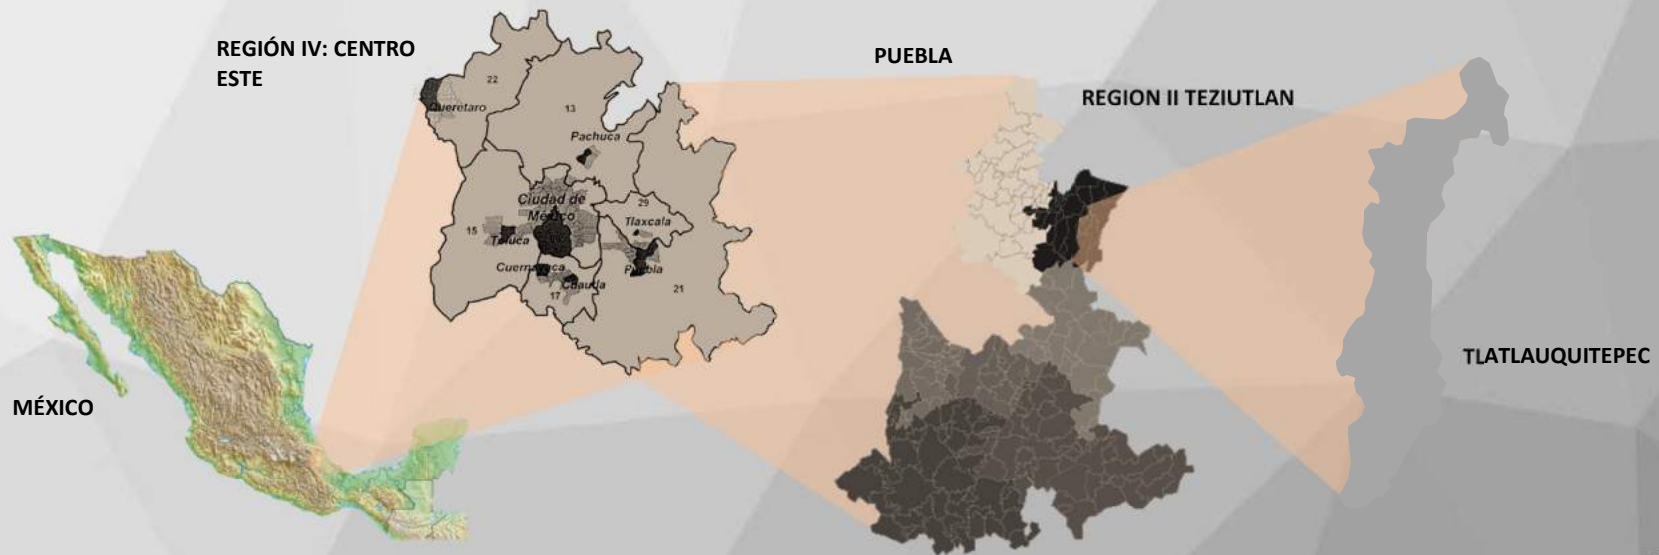 REGIÓN IV: CENTRO
ESTE
PUEBLA
REGION II TEZIUTLAN
TLATLAUQUITEPEC
MÉXICO
22
Querétaro
13
Pachuca
Ciudad de
México
29
Tlaxcala
15
Toluca
Cuernavaca
Cuautla
17
Puebla
21